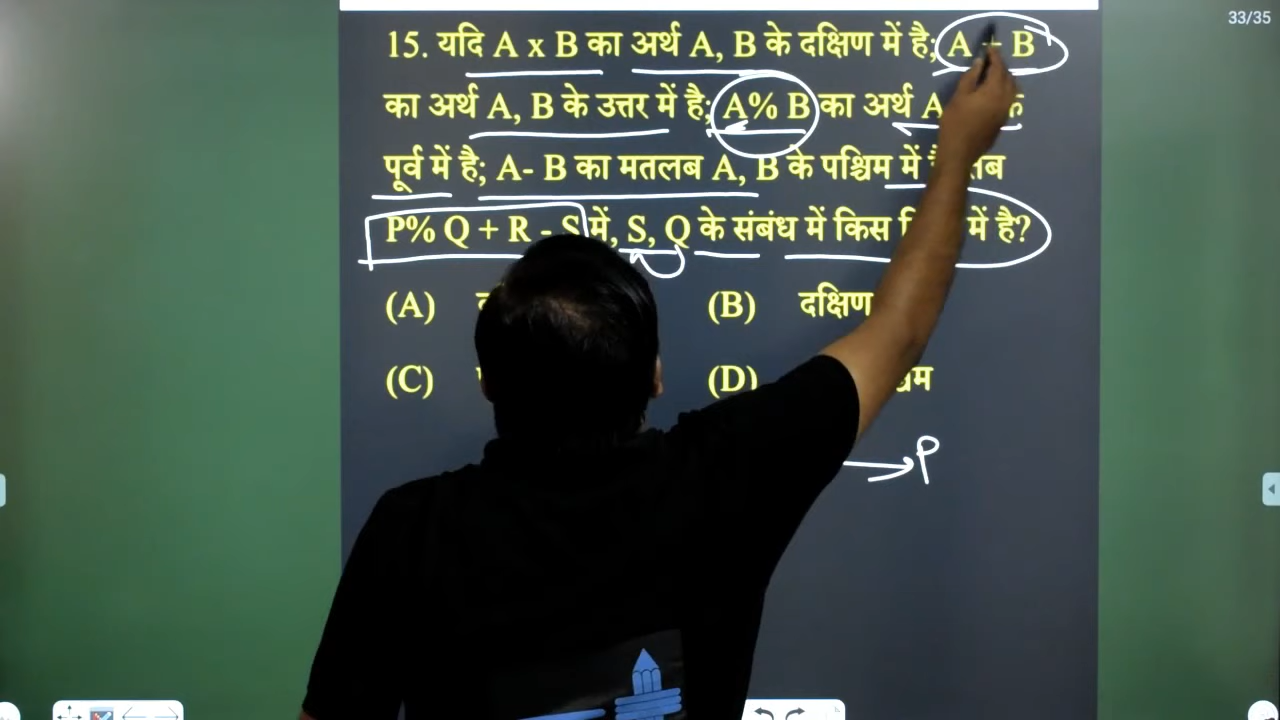 33/35
15. यदि A x B का अर्थ A, B के दक्षिण में है; A + B
का अर्थ A, B के उत्तर में है; A% B का अर्थ A
पूर्व में है; A- B का मतलब A, B के पश्चिम में
P% Q + R - S में, S, Q के संबंध में किस में है?
(A) (B) दक्षिण
(C) (D)
P